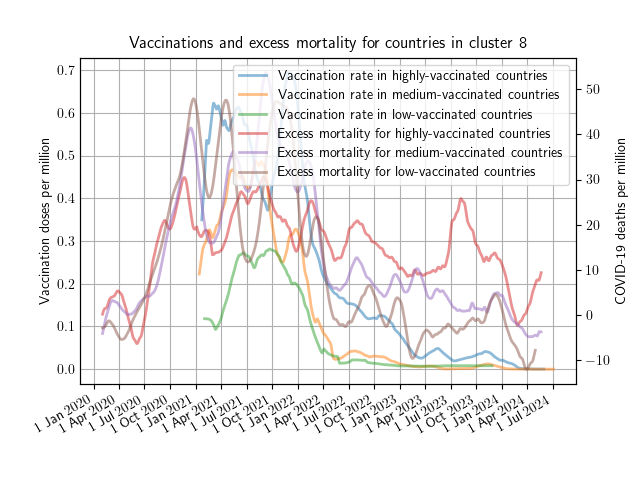 Vaccinations and excess mortality for countries in cluster 8
Vaccination rate in highly-vaccinated countries
Vaccination rate in medium-vaccinated countries
Vaccination rate in low-vaccinated countries
Excess mortality for highly-vaccinated countries
Excess mortality for medium-vaccinated countries
Excess mortality for low-vaccinated countries
Vaccination doses per million
0.7
0.6
0.5
0.4
0.3
0.2
0.1
0.0
COVID-19 deaths per million
50
40
30
20
10
0
−10
1 Jan 2020
1 Apr 2020
1 Jul 2020
1 Oct 2020
1 Jan 2021
1 Apr 2021
1 Jul 2021
1 Oct 2021
1 Jan 2022
1 Apr 2022
1 Jul 2022
1 Oct 2022
1 Jan 2023
1 Apr 2023
1 Jul 2023
1 Oct 2023
1 Jan 2024
1 Apr 2024
1 Jul 2024